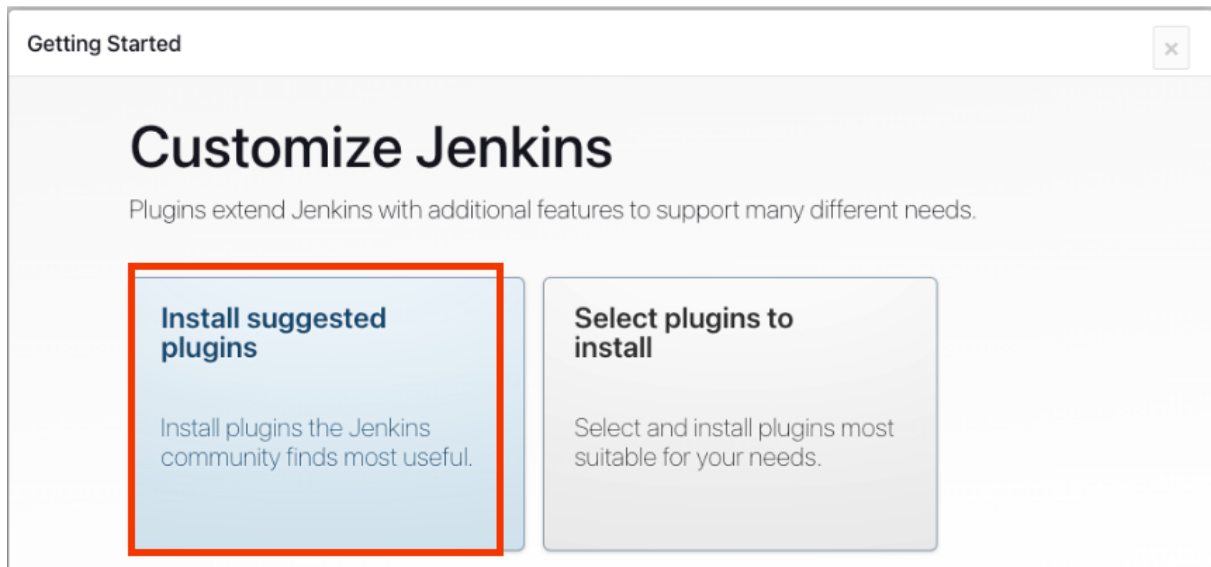 Getting Started
×
Customize Jenkins
Plugins extend Jenkins with additional features to support many different needs.
Install suggested
plugins
Install plugins the Jenkins
community finds most useful.
Select plugins to
install
Select and install plugins most
suitable for your needs.